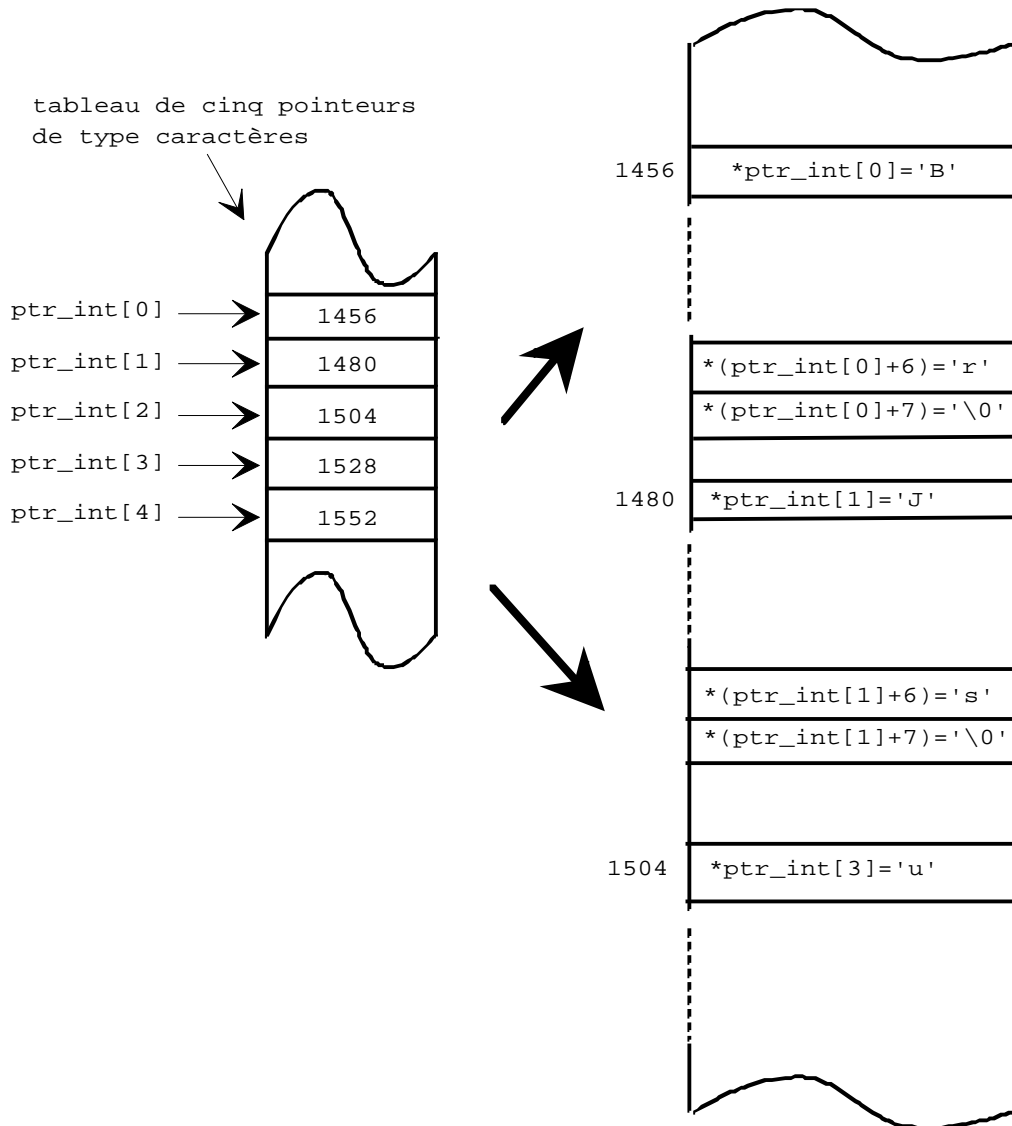 tableau de cinq pointeurs
de type caractères
ptr_int[0]
1456
ptr_int[1]
1480
ptr_int[2]
1504
ptr_int[3]
1528
ptr_int[4]
1552
1456
*ptr_int[0]='B'
*(ptr_int[0]+6)='r'
*(ptr_int[0]+7)='\0'
1480
*ptr_int[1]='J'
*(ptr_int[1]+6)='s'
*(ptr_int[1]+7)='\0'
1504
*ptr_int[3]='u'